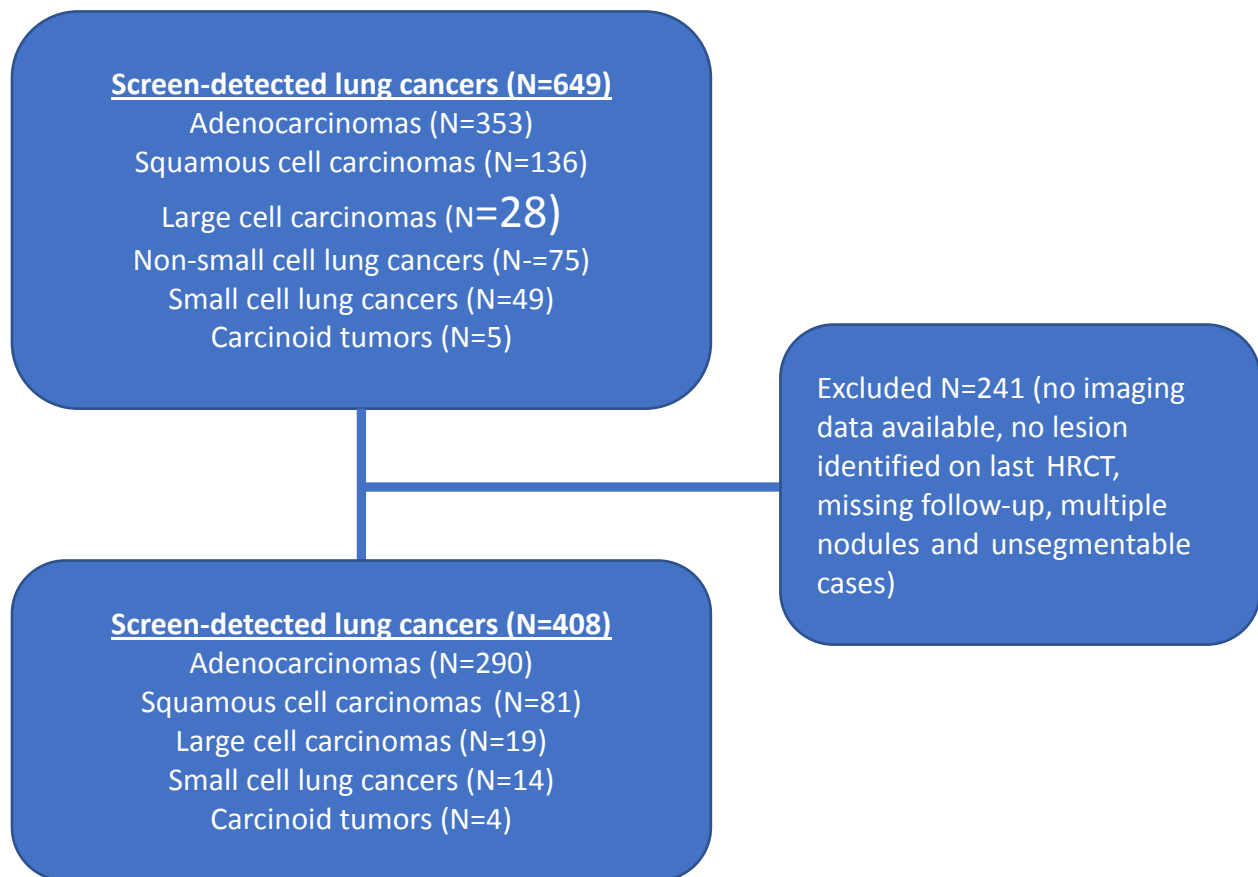 Screen-detected lung cancers (N=649)
Adenocarcinomas (N=353)
Squamous cell carcinomas (N=136)
Large cell carcinomas (N=28)
Non-small cell lung cancers (N-=75)
Small cell lung cancers (N=49)
Carcinoid tumors (N=5)
Excluded N=241 (no imaging
data available, no lesion
identified on last HRCT,
missing follow-up, multiple
nodules and unsegmentable
cases)
Screen-detected lung cancers (N=408)
Adenocarcinomas (N=290)
Squamous cell carcinomas (N=81)
Large cell carcinomas (N=19)
Small cell lung cancers (N=14)
Carcinoid tumors (N=4)